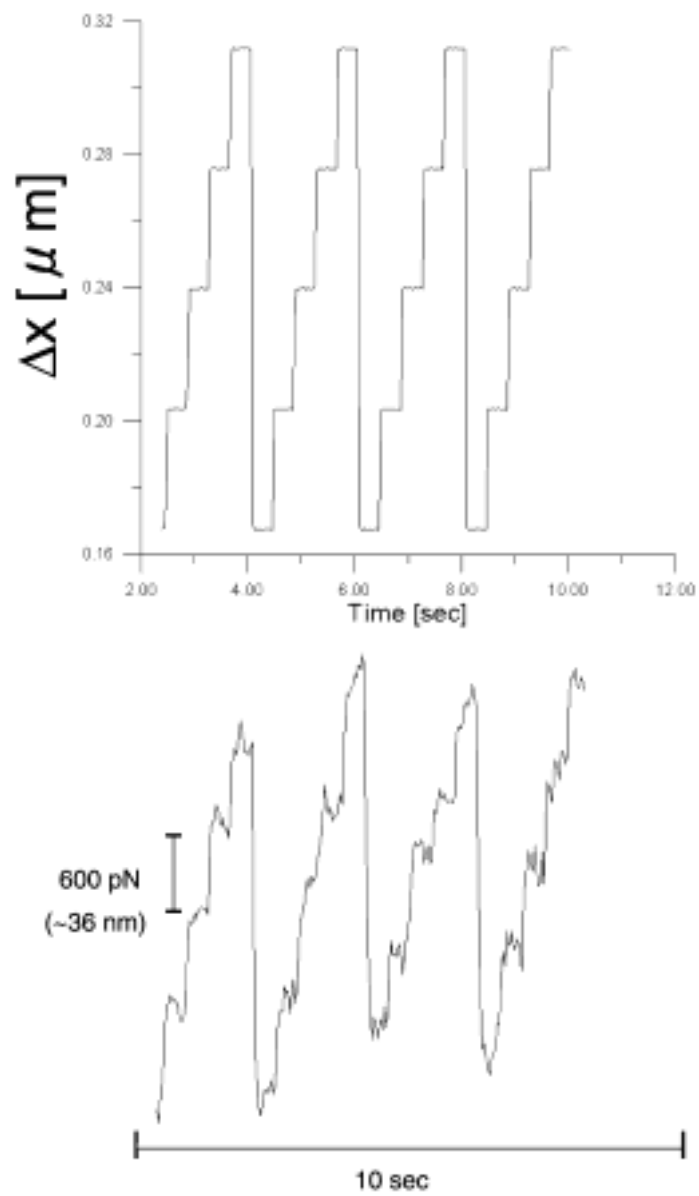 0.32
0.28
0.24
0.20
0.16
Δx [ μ m]
2.00 4.00 6.00 8.00 10.00 12.00
Time [sec]
600 pN
(~36 nm)
10 sec